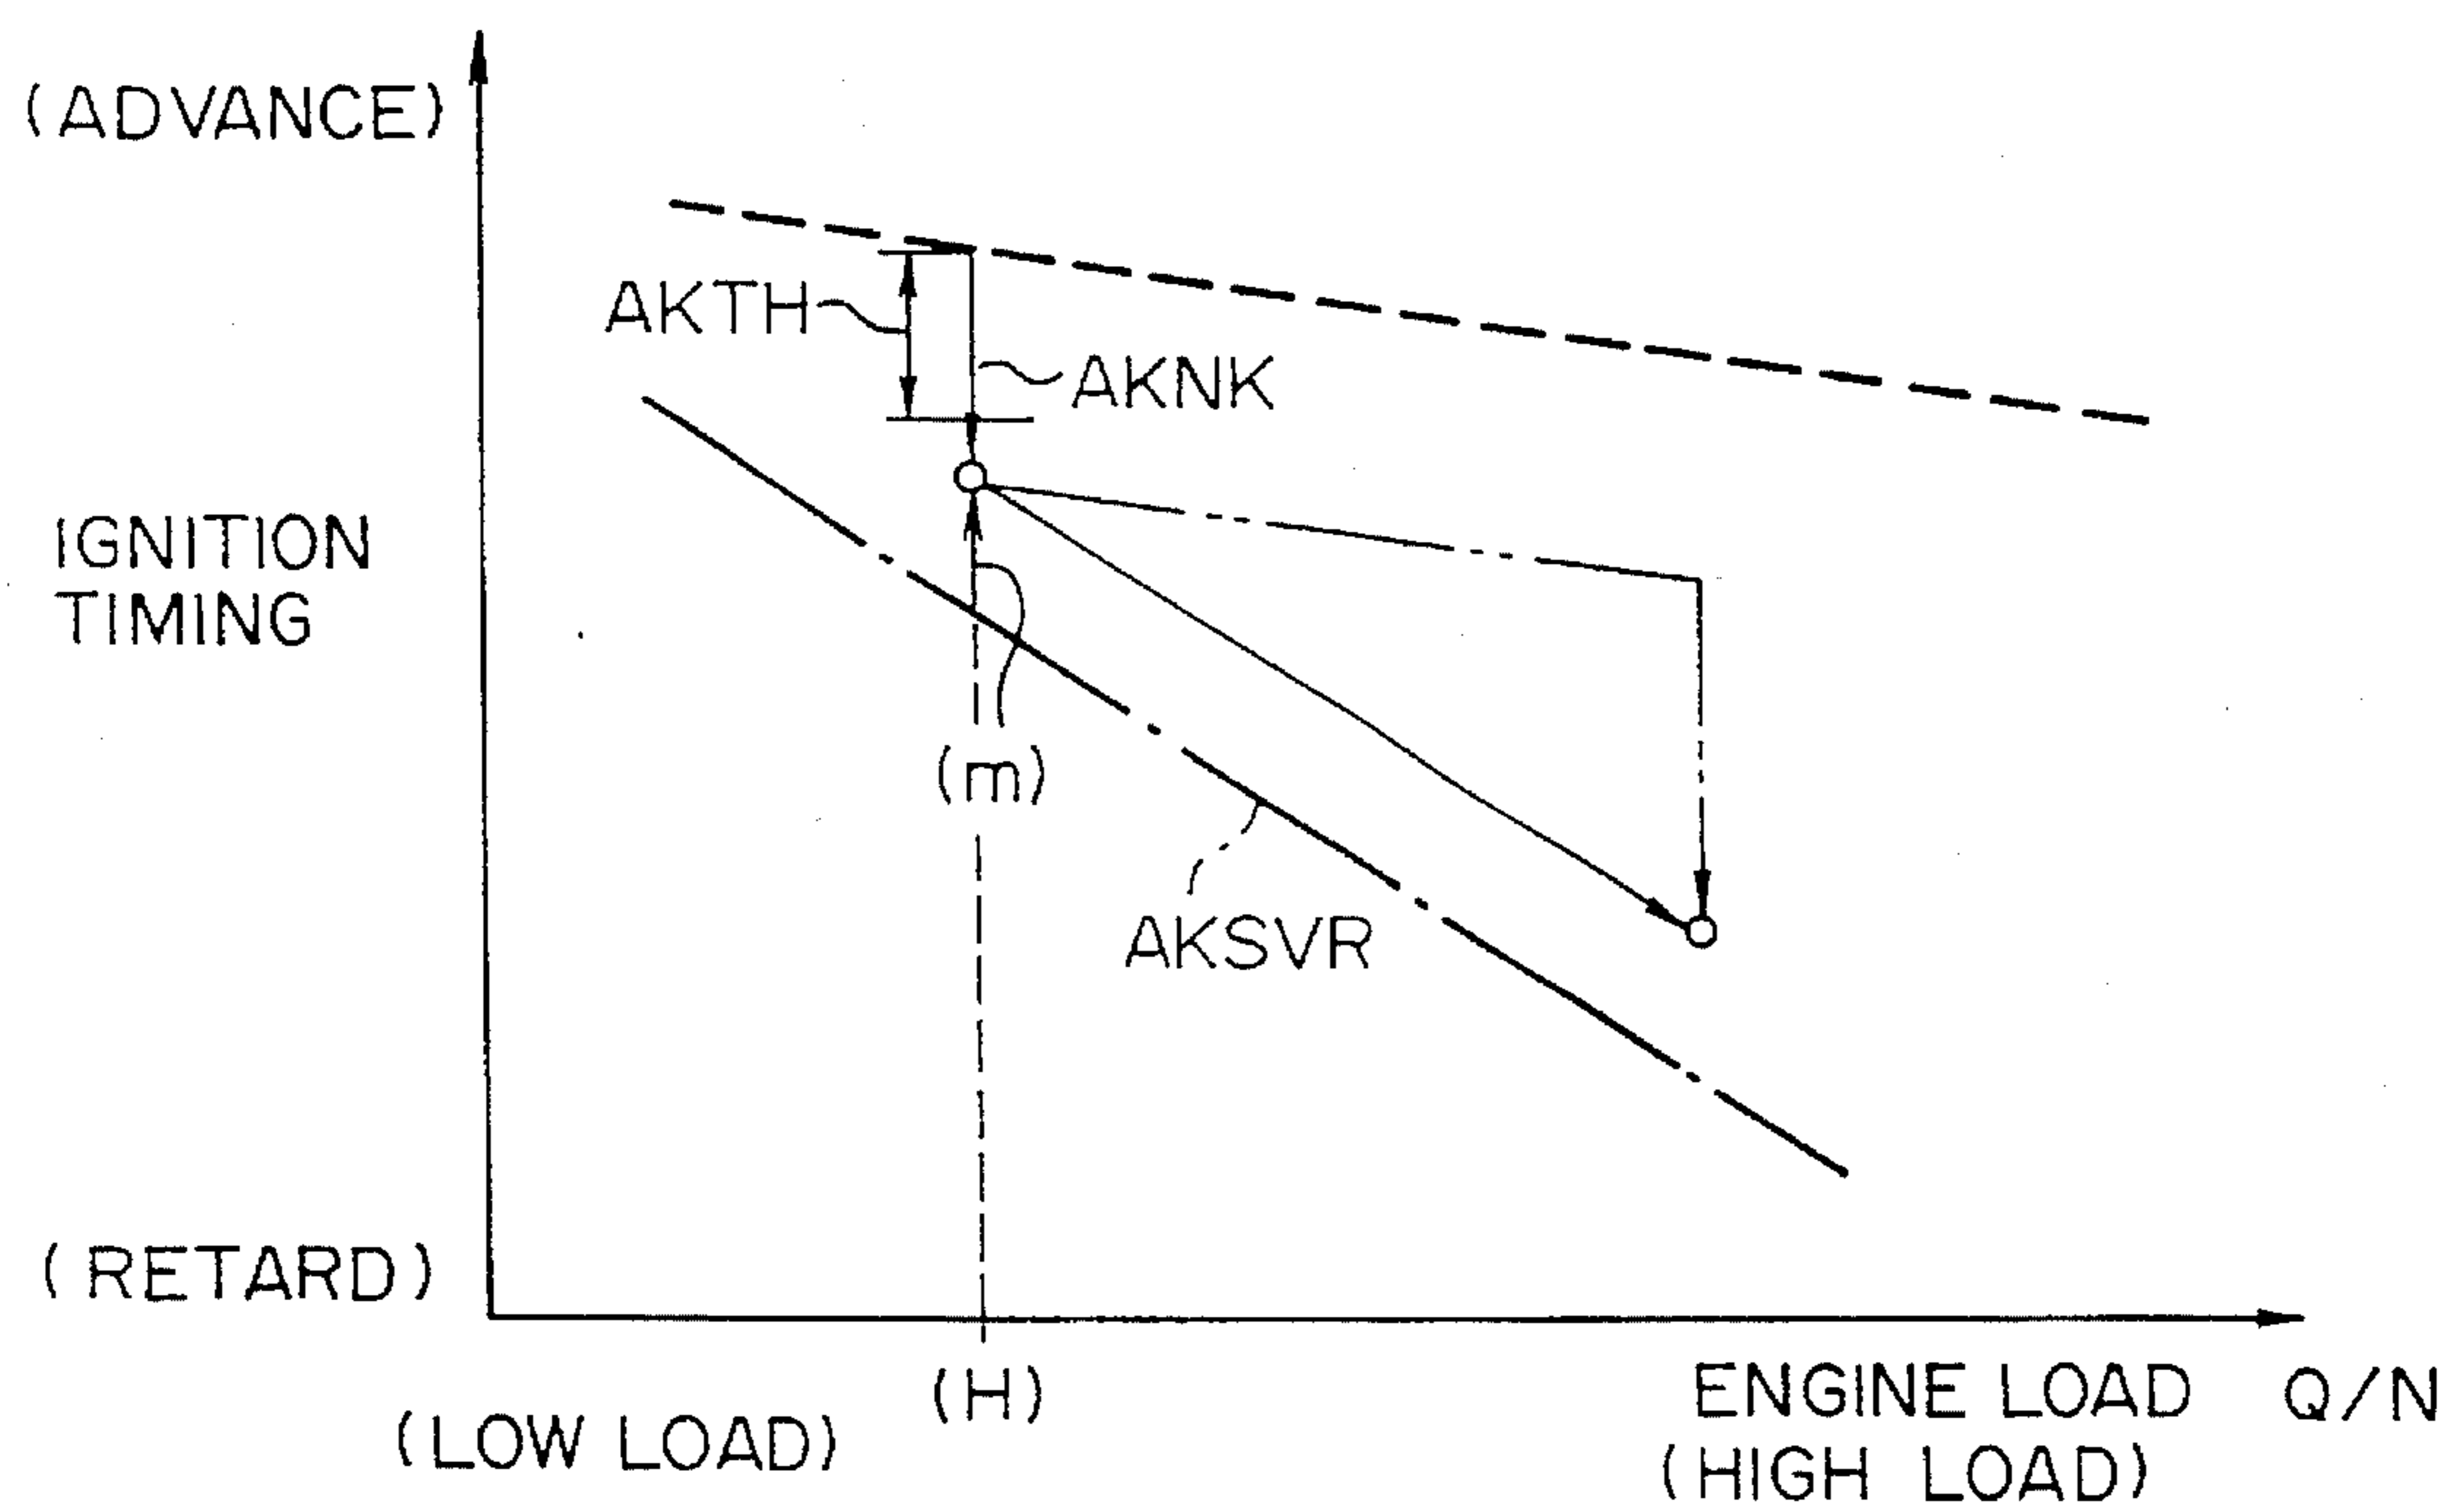 (ADVANCE)
AKTH
AKNK
IGNITION
TIMING
(m)
AKSVR
(RETARD)
(H)
ENGINE LOAD Q/N
(LOW LOAD)
(HIGH LOAD)